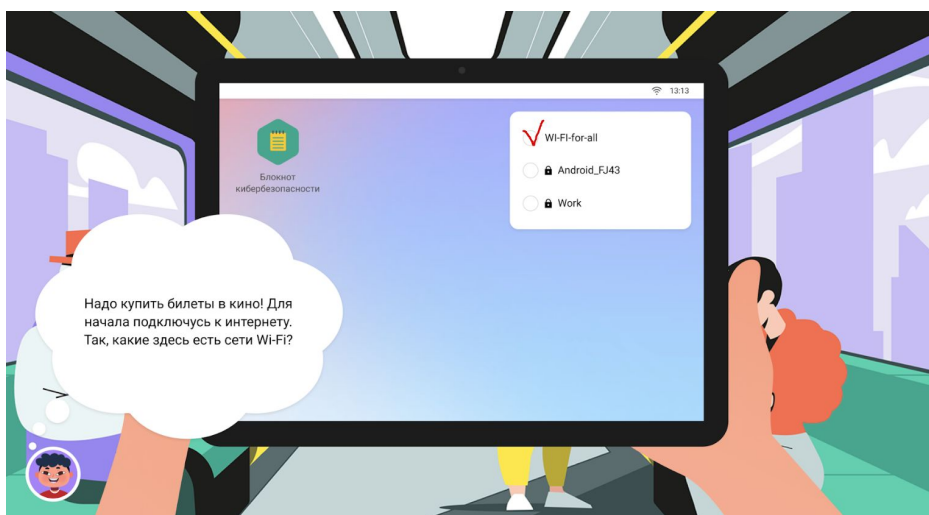 13:13
WI-FI-for-all
Android_FJ43
Work
Блокнот
кибербезопасности
Надо купить билеты в кино! Для
начала подключусь к интернету.
Так, какие здесь есть сети Wi-Fi?